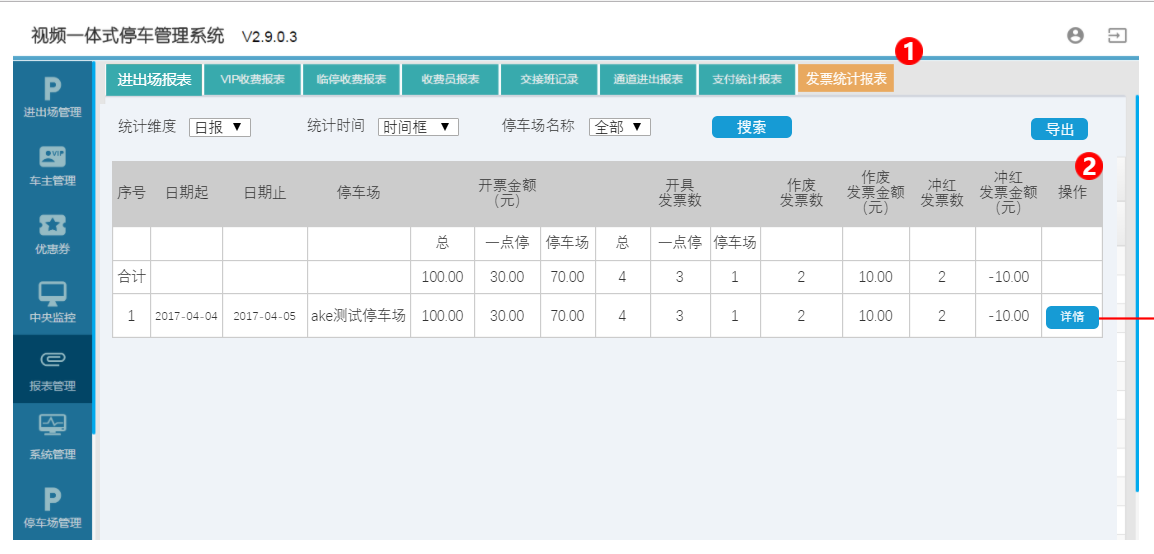 视频一体式停车管理系统 V2.9.0.3
1
进出场报表 VIP收费报表 临停收费报表 收费员报表 交接班记录 通道进出报表 支付统计报表 发票统计报表
P
进出场管理
VIP
车主管理
优惠券
中央监控
报表管理
系统管理
P
停车场管理
统计维度 日报 ▼ 统计时间 时间框 ▼ 停车场名称 全部 ▼ 搜索 导出
2
序号 日期起 日期止 停车场 开票金额 开具 作废 作废 冲红 冲红 操作
(元) 发票数 发票数 发票金额 发票数 发票金额
(元) (元)
总 一点停 停车场 总 一点停 停车场
合计 100.00 30.00 70.00 4 3 1 2 10.00 2 -10.00
1 2017-04-04 2017-04-05 ake测试停车场 100.00 30.00 70.00 4 3 1 2 10.00 2 -10.00 详情